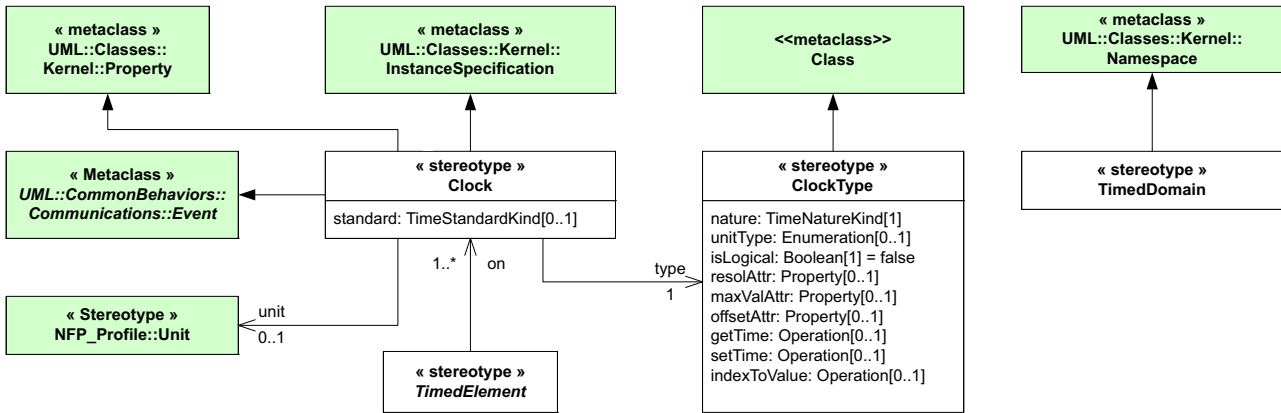 « metaclass »
UML::Classes::
Kernel::Property
« metaclass »
UML::Classes::Kernel::
InstanceSpecification
<<metaclass>>
Class
« metaclass »
UML::Classes::Kernel::
Namespace
« Metaclass »
UML::CommonBehaviors::
Communications::Event
« stereotype »
Clock
standard: TimeStandardKind[0..1]
« stereotype »
ClockType
nature: TimeNatureKind[1]
unitType: Enumeration[0..1]
isLogical: Boolean[1] = false
resolAttr: Property[0..1]
maxValAttr: Property[0..1]
offsetAttr: Property[0..1]
getTime: Operation[0..1]
setTime: Operation[0..1]
indexToValue: Operation[0..1]
« stereotype »
TimedDomain
1..* on
type
1
« Stereotype »
NFP_Profile::Unit
unit
0..1
« stereotype »
TimedElement